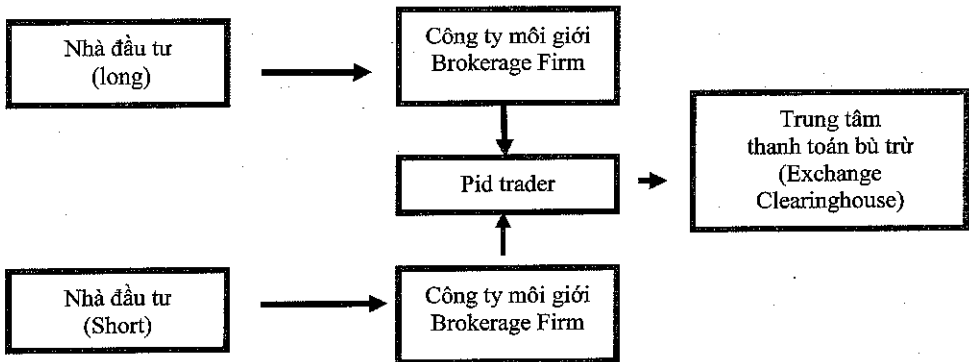 Nhà đầu tư
(long)
Công ty môi giới
Brokerage Firm
Trung tâm
thanh toán bù trừ
(Exchange
Clearinghouse)
Pid trader
Nhà đầu tư
(Short)
Công ty môi giới
Brokerage Firm